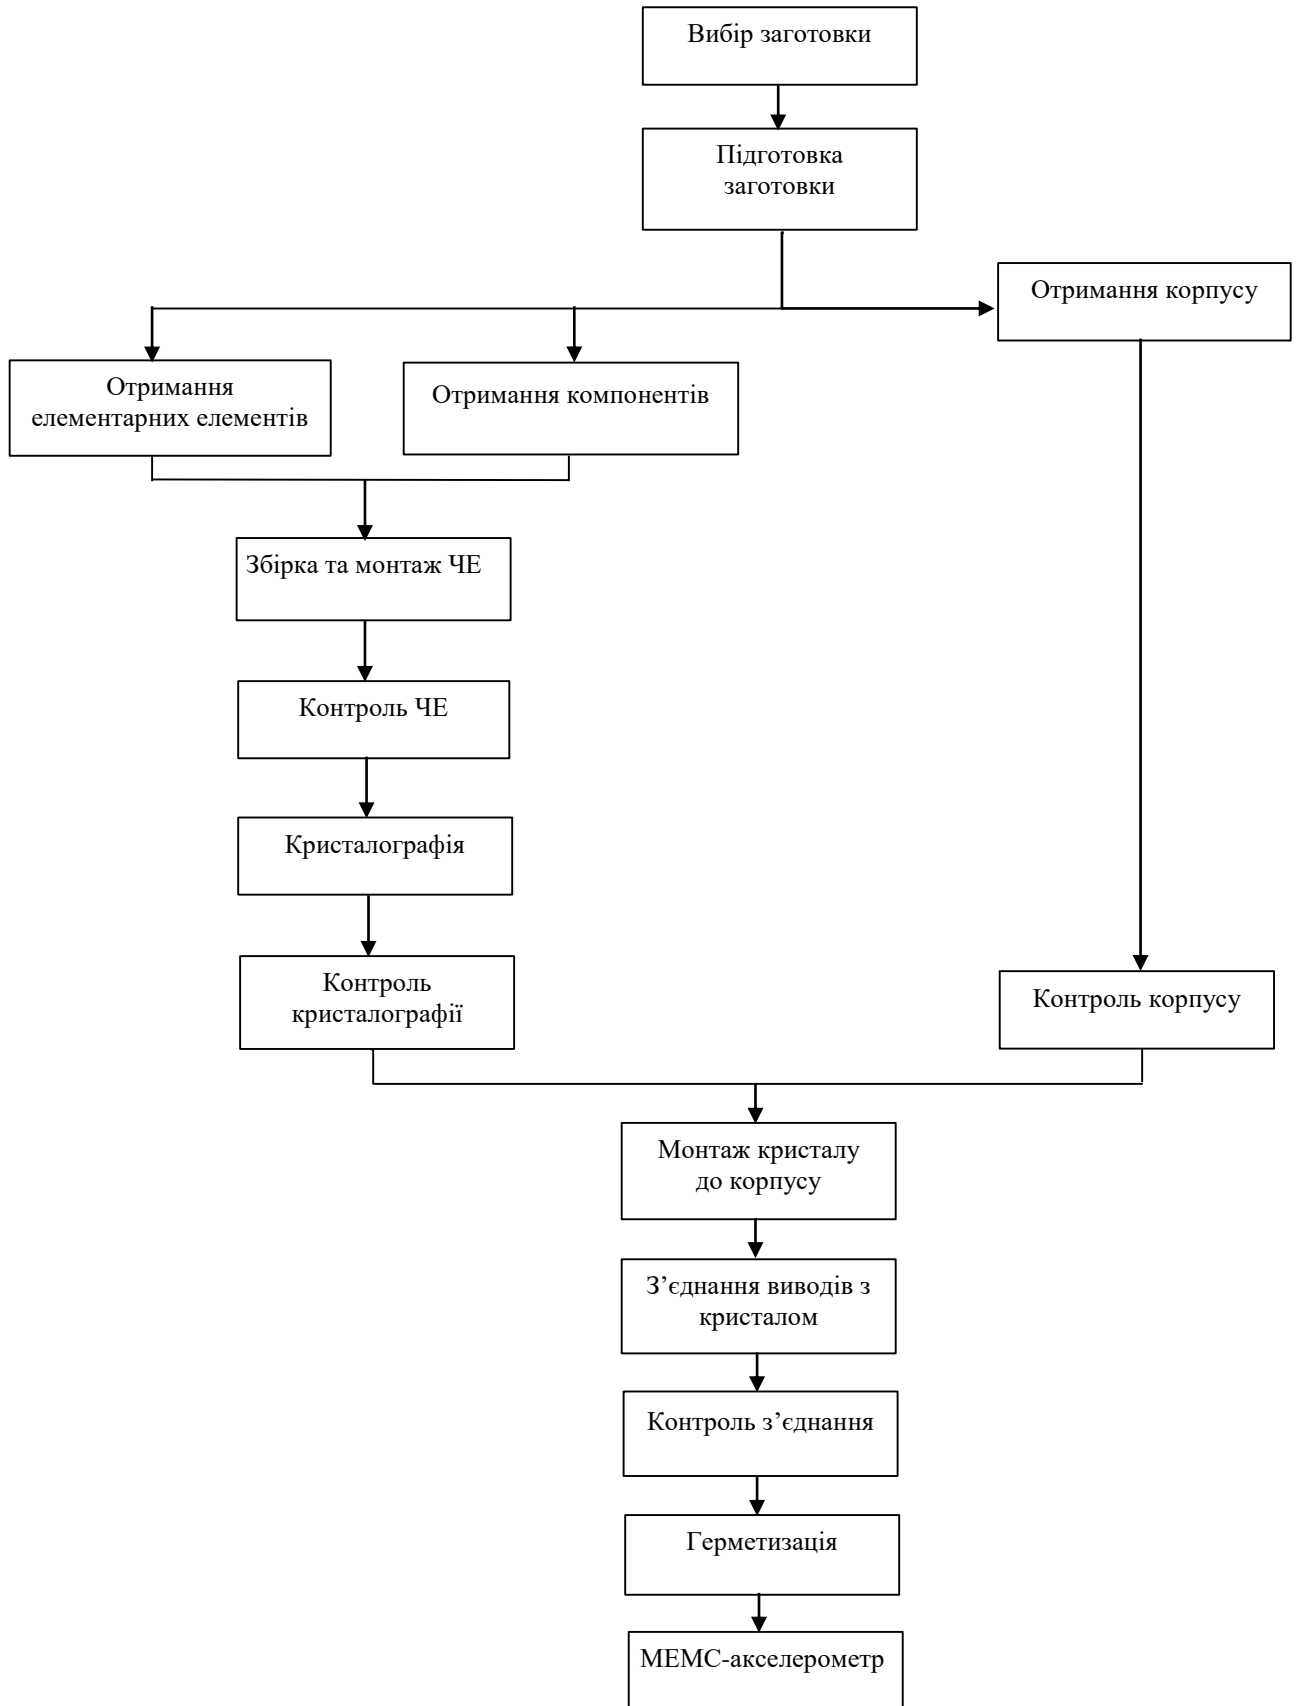 Вибір заготовки
Підготовка
заготовки
Отримання корпусу
Отримання
елементарних елементів
Отримання компонентів
Збірка та монтаж ЧЕ
Контроль ЧЕ
Кристалографія
Контроль
кристалографії
Контроль корпусу
Монтаж кристалу
до корпусу
З’єднання виводів з
кристалом
Контроль з’єднання
Герметизація
МЕМС-акселерометр